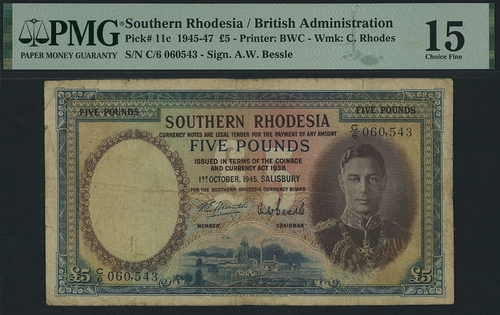 PMG
PAPER MONEY GUARANTY
Southern Rhodesia / British Administration
Pick# 11c 1945-47 £5 - Printer: BWC - Wmk: C. Rhodes
S/N C/6 060543 - Sign. A.W. Bessle
15
Choice Fine
FIVE POUNDS
FIVE POUNDS
SOUTHERN RHODESIA
CURRENCY NOTES ARE LEGAL TENDER FOR THE PAYMENT OF ANY AMOUNT
C/6 060,543
FIVE POUNDS
ISSUED IN TERMS OF THE COINAGE
AND CURRENCY ACT 1938
1ST OCTOBER, 1945, SALISBURY
FOR THE SOUTHERN RHODESIA CURRENCY BOARD
A W Bessle
MEMBER
CHAIRMAN
£5
C/6 060,543
£5